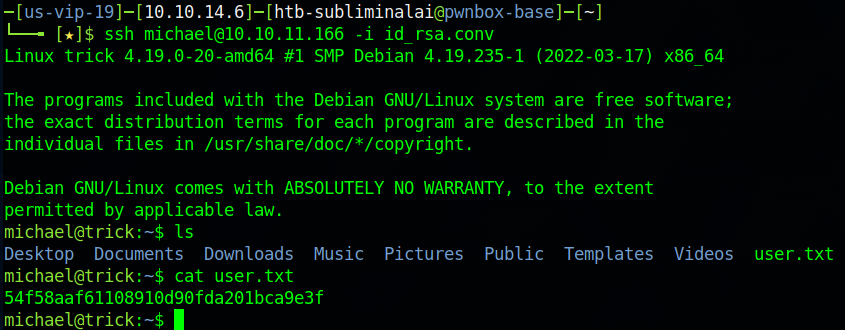 ─[us-vip-19]─[10.10.14.6]─[htb-subliminalai@pwnbox-base]─[~]
└──╼ [★]$ ssh michael@10.10.11.166 -i id_rsa.conv
Linux trick 4.19.0-20-amd64 #1 SMP Debian 4.19.235-1 (2022-03-17) x86_64

The programs included with the Debian GNU/Linux system are free software;
the exact distribution terms for each program are described in the
individual files in /usr/share/doc/*/copyright.

Debian GNU/Linux comes with ABSOLUTELY NO WARRANTY, to the extent
permitted by applicable law.
michael@trick:~$ ls
Desktop  Documents  Downloads  Music  Pictures  Public  Templates  Videos  user.txt
michael@trick:~$ cat user.txt
54f58aaf61108910d90fda201bca9e3f
michael@trick:~$